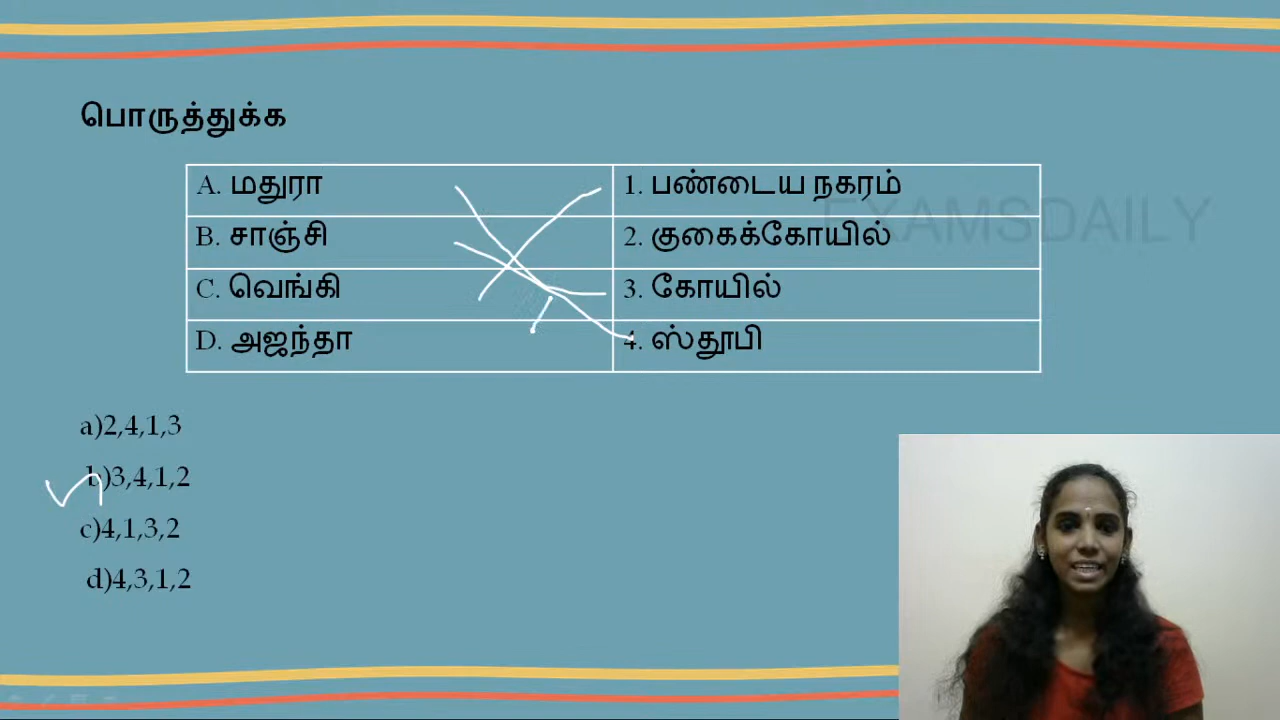 பொருத்துக்க
A. மதுரா 1. பண்டைய நகரம்
EXAMSDAILY
B. சாஞ்சி 2. குகைக்கோயில்
C. வெங்கி 3. கோயில்
D. அஜந்தா 4. ஸ்தூபி
a)2,4,1,3
b)3,4,1,2
c)4,1,3,2
d)4,3,1,2